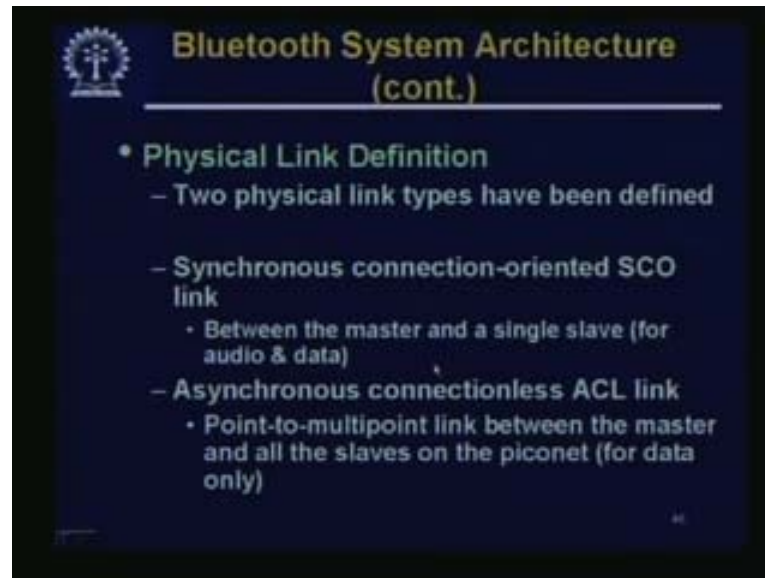 Bluetooth System Architecture
(cont.)
• Physical Link Definition
– Two physical link types have been defined
– Synchronous connection-oriented SCO
link
• Between the master and a single slave (for
audio & data)
– Asynchronous connectionless ACL link
• Point-to-multipoint link between the master
and all the slaves on the piconet (for data
only)